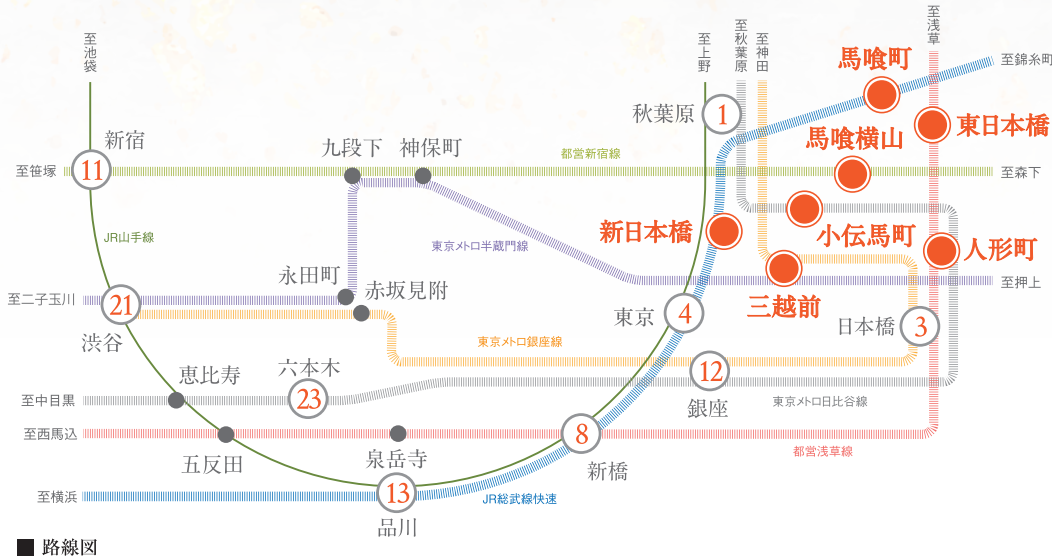 至池袋
至上野
至秋葉原
至神田
至浅草
馬喰町
至錦糸町
秋葉原
1
東日本橋
新宿
11
九段下
神保町
都営新宿線
馬喰横山
至笹塚
至森下
JR山手線
東京メトロ半蔵門線
新日本橋
小伝馬町
人形町
永田町
赤坂見附
至二子玉川
21
渋谷
三越前
至押上
東京
4
日本橋
3
東京メトロ銀座線
恵比寿
六本木
23
12
銀座
至中目黒
東京メトロ日比谷線
至西馬込
五反田
泉岳寺
8
新橋
都営浅草線
至横浜
13
品川
JR総武線快速
■ 路線図